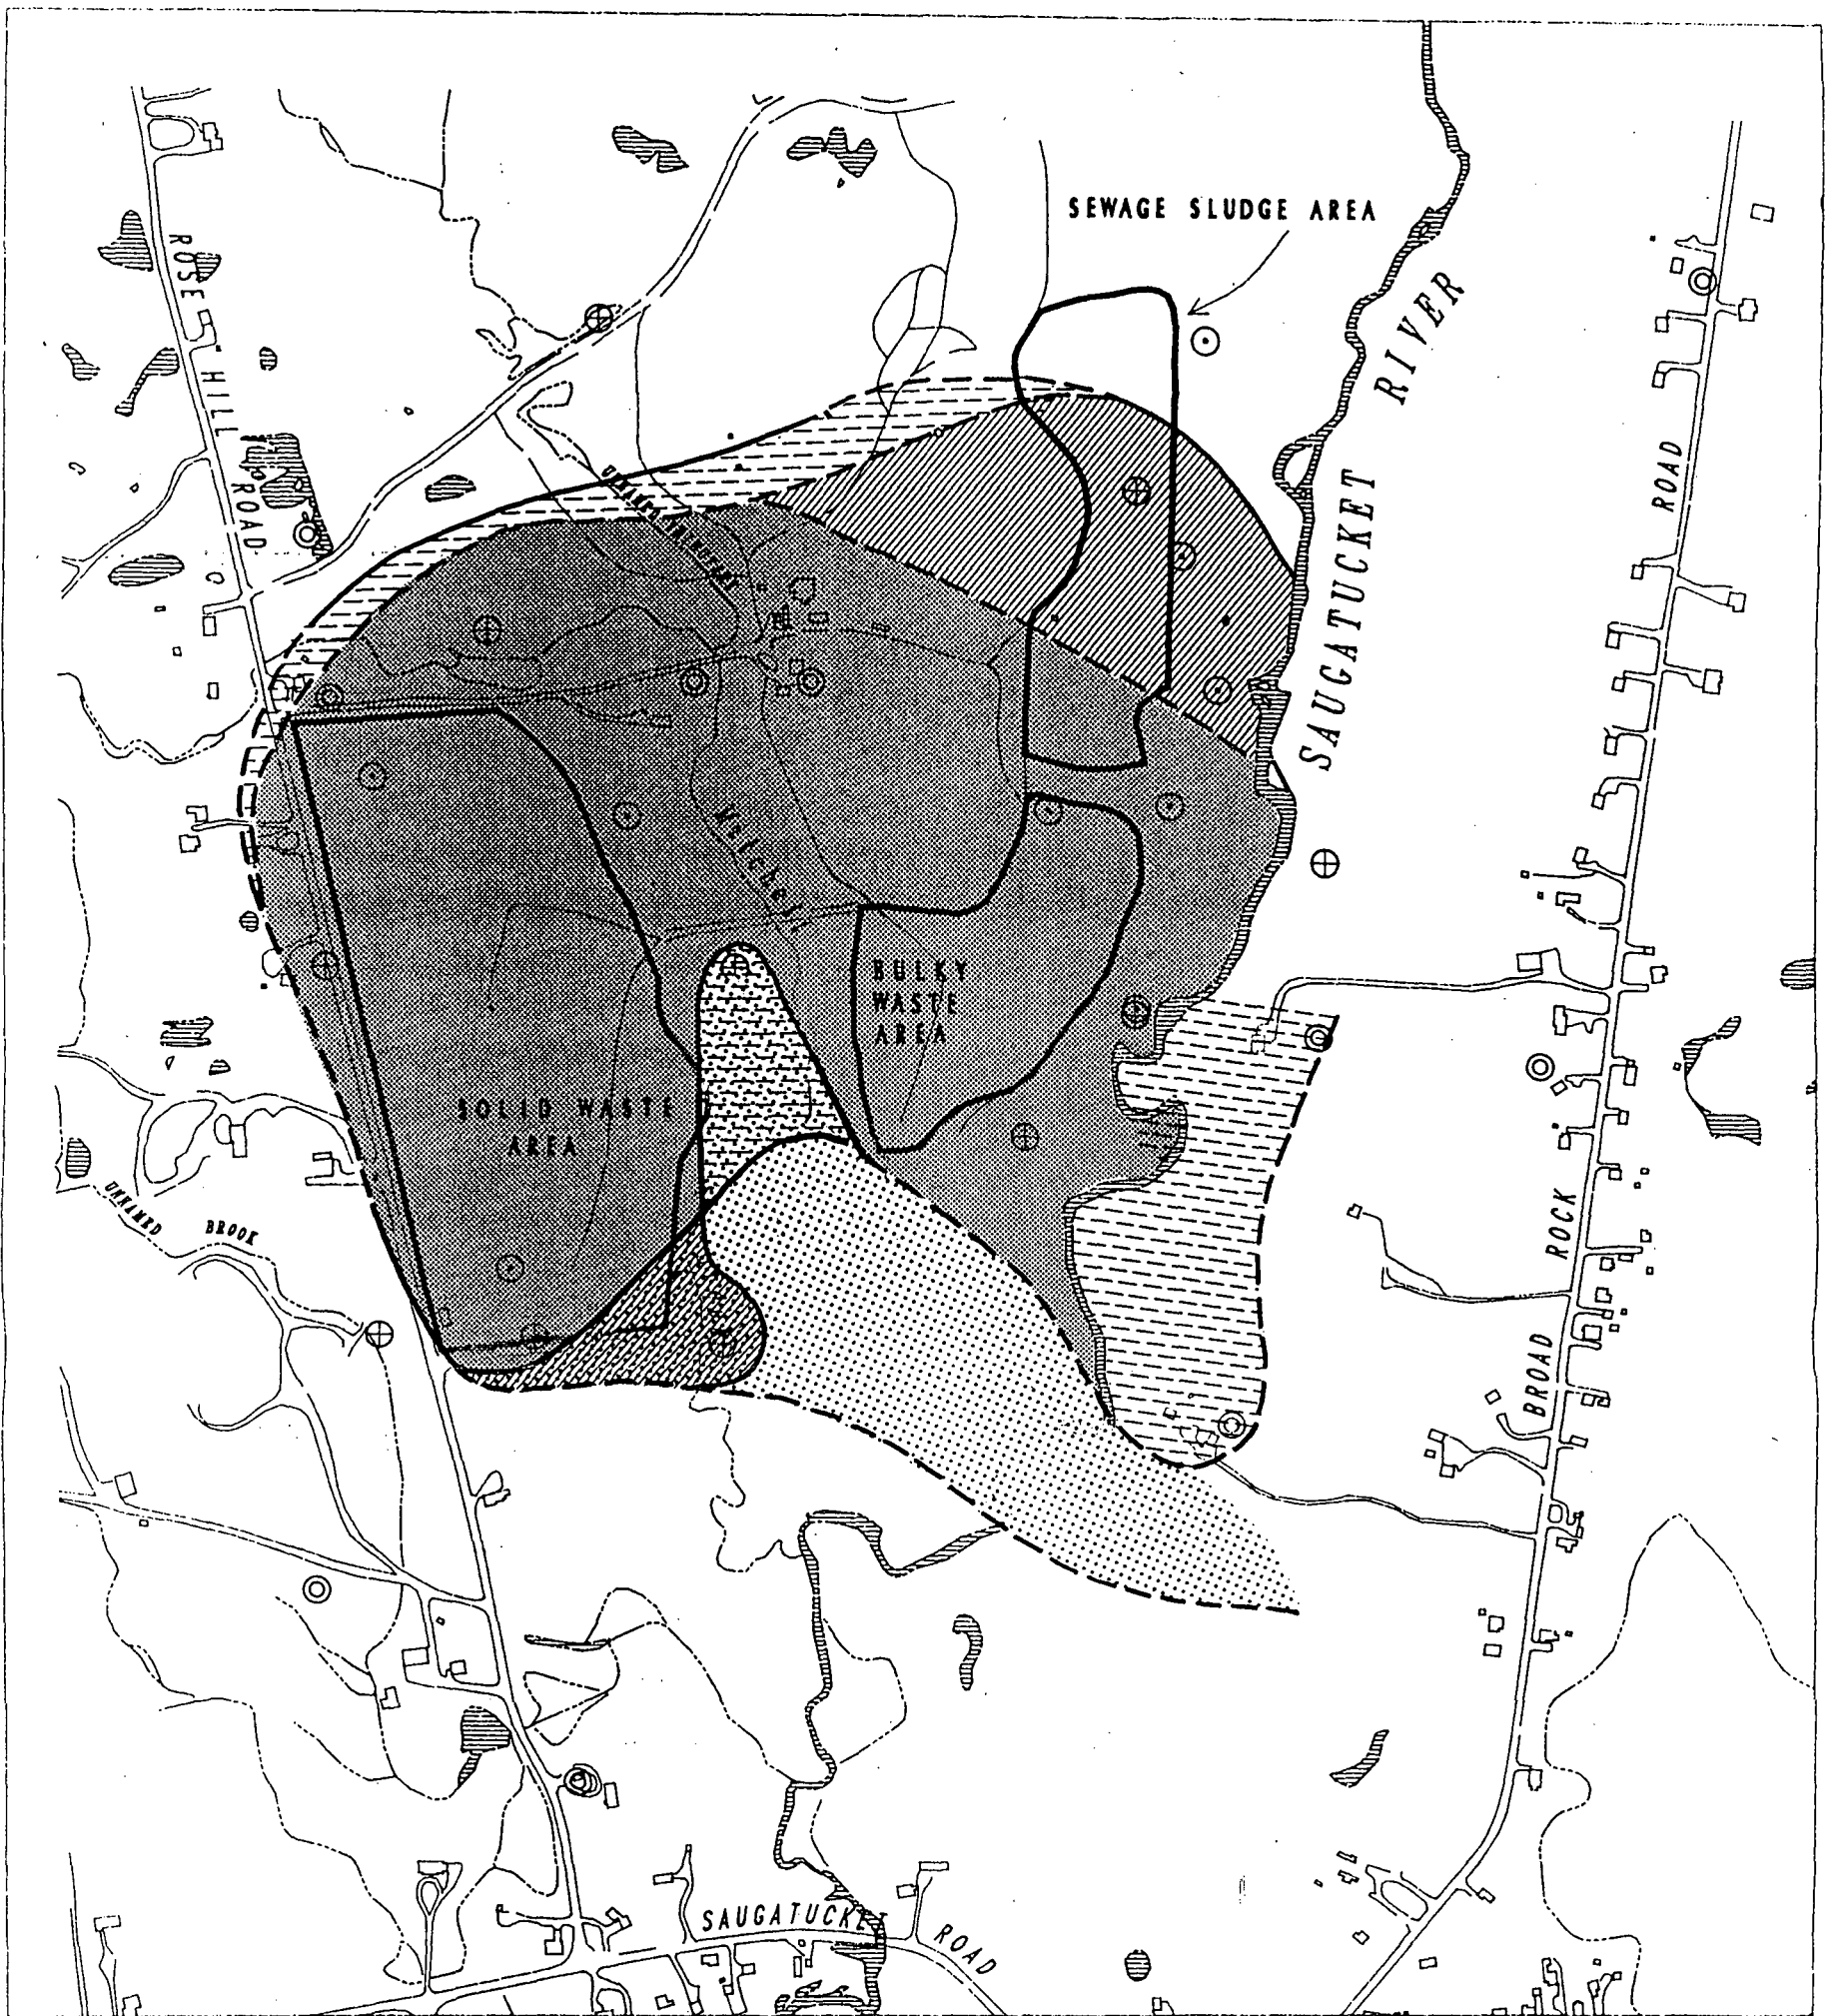 SEWAGE SLUDGE AREA
ROSE HILL ROAD
SAUGATUCKET RIVER
ROAD
BULKY
WASTE
AREA
SOLID WASTE
AREA
UNNAMED BROOK
BROAD ROCK
SAUGATUCKET ROAD